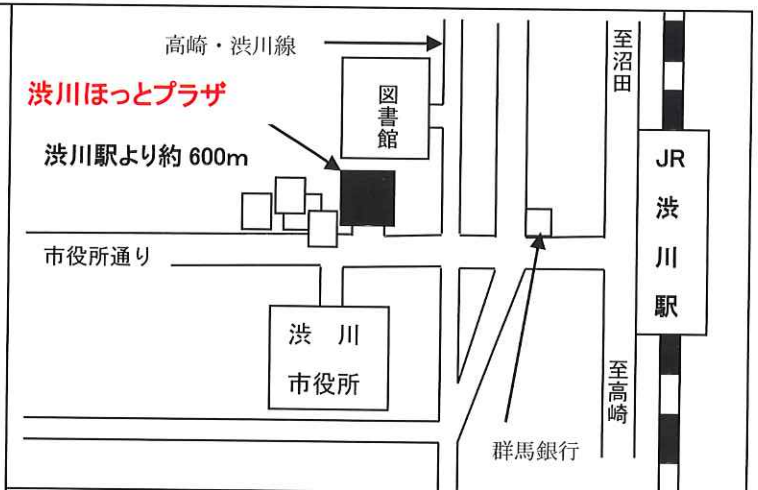 高崎・渋川線
渋川ほっとプラザ
渋川駅より約 600m
図書館
至沼田
JR渋川駅
市役所通り
渋川
市役所
至高崎
群馬銀行